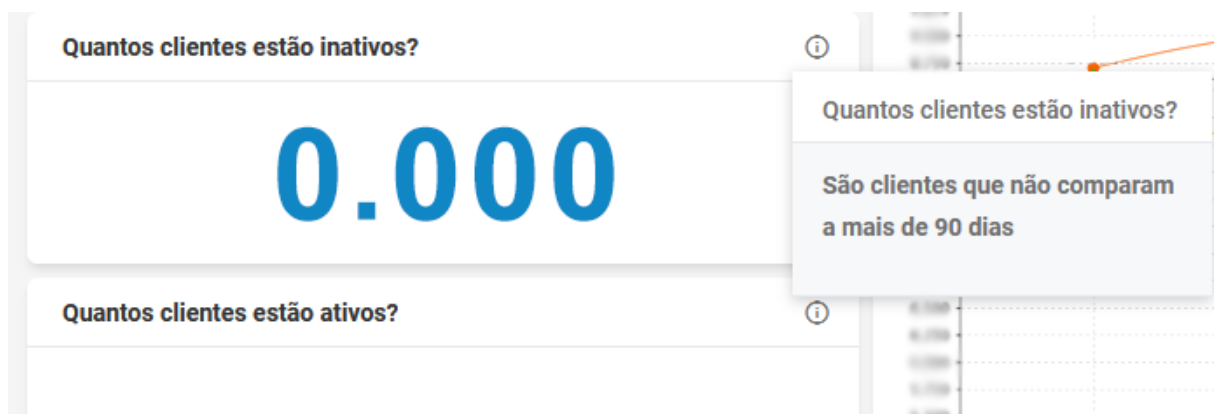 Quantos clientes estão inativos?
0.000
Quantos clientes estão inativos?
São clientes que não comparam
a mais de 90 dias
Quantos clientes estão ativos?